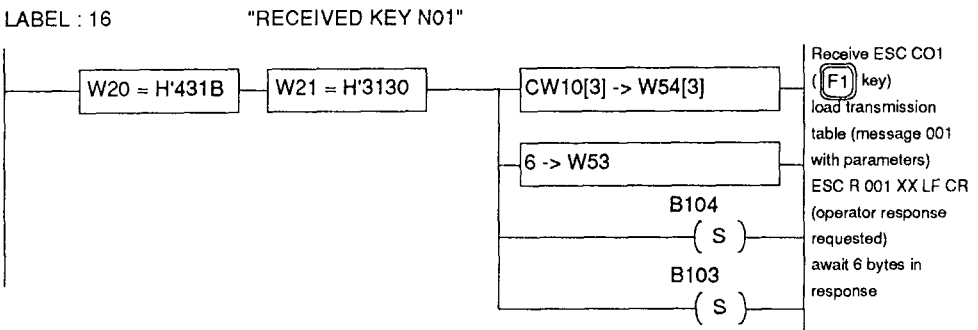 LABEL : 16 "RECEIVED KEY N01"
W20 = H'431B W21 = H'3130 CW10[3] -> W54[3]
6 -> W53
B104
( S )
B103
( S )
Receive ESC CO1
( F1 key)
load transmission
table (message 001
with parameters)
ESC R 001 XX LF CR
(operator response
requested)
await 6 bytes in
response